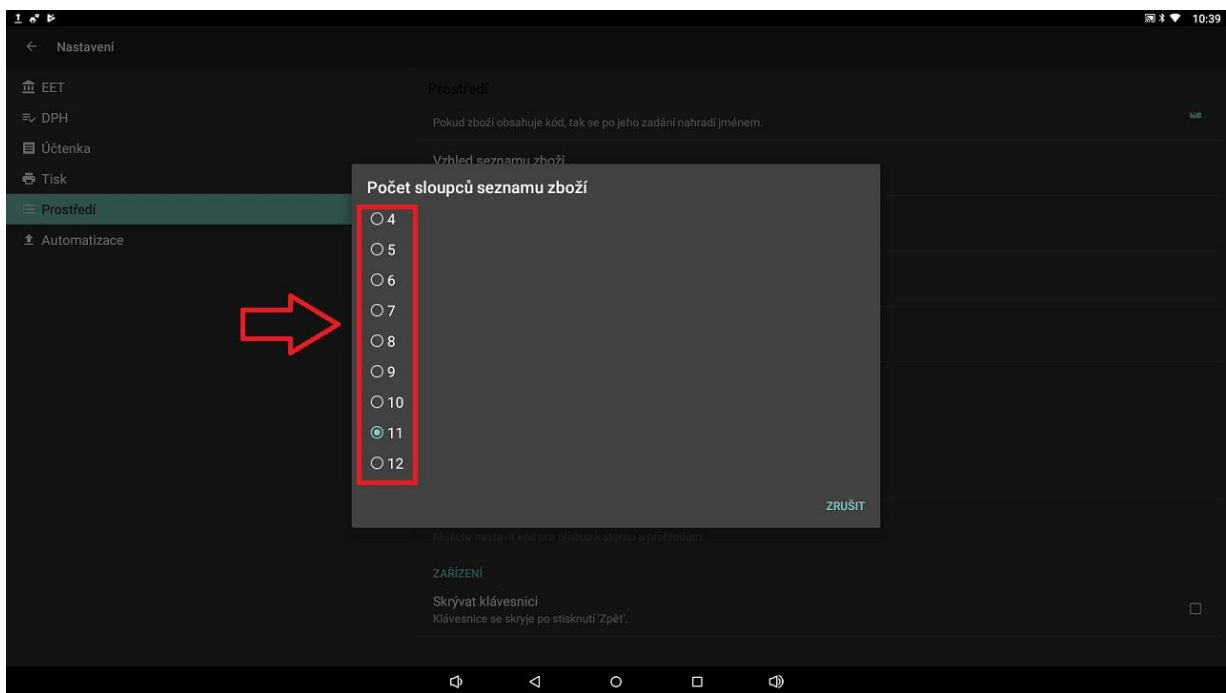 10:39
Nastavení
EET
DPH
Účtenka
Tisk
Prostředí
Automatizace
Prostředí
Pokud zboží obsahuje kód, tak se po jeho zadání nahradí jménem.
Vzhled seznamu zboží
Počet sloupců seznamu zboží
4
5
6
7
8
9
10
11
12
ZRUŠIT
Můžete nastavit kód pro přístup k stornu a přehledům.
ZAŘÍZENÍ
Skrývat klávesnici
Klávesnice se skryje po stisknutí 'Zpět'.